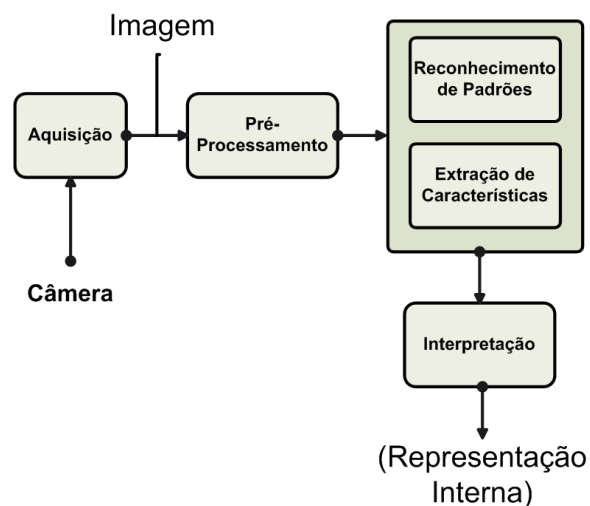 Imagem
Aquisição
Pré-
Processamento
Reconhecimento
de Padrões
Extração de
Características
Câmera
Interpretação
(Representação
Interna)